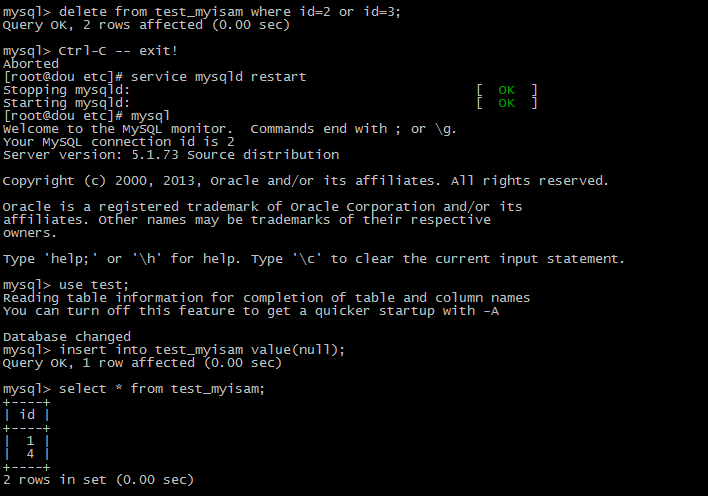 mysql> delete from test_myisam where id=2 or id=3;
Query OK, 2 rows affected (0.00 sec)
mysql> Ctrl-C -- exit!
Aborted
[root@dou etc]# service mysqld restart
Stopping mysqld: [ OK ]
Starting mysqld: [ OK ]
[root@dou etc]# mysql
Welcome to the MySQL monitor.  Commands end with ; or \g.
Your MySQL connection id is 2
Server version: 5.1.73 Source distribution
Copyright (c) 2000, 2013, Oracle and/or its affiliates. All rights reserved.
Oracle is a registered trademark of Oracle Corporation and/or its
affiliates. Other names may be trademarks of their respective
owners.
Type 'help;' or '\h' for help. Type '\c' to clear the current input statement.
mysql> use test;
Reading table information for completion of table and column names
You can turn off this feature to get a quicker startup with -A
Database changed
mysql> insert into test_myisam value(null);
Query OK, 1 row affected (0.00 sec)
mysql> select * from test_myisam;
+----+
| id |
+----+
|  1 |
|  4 |
+----+
2 rows in set (0.00 sec)